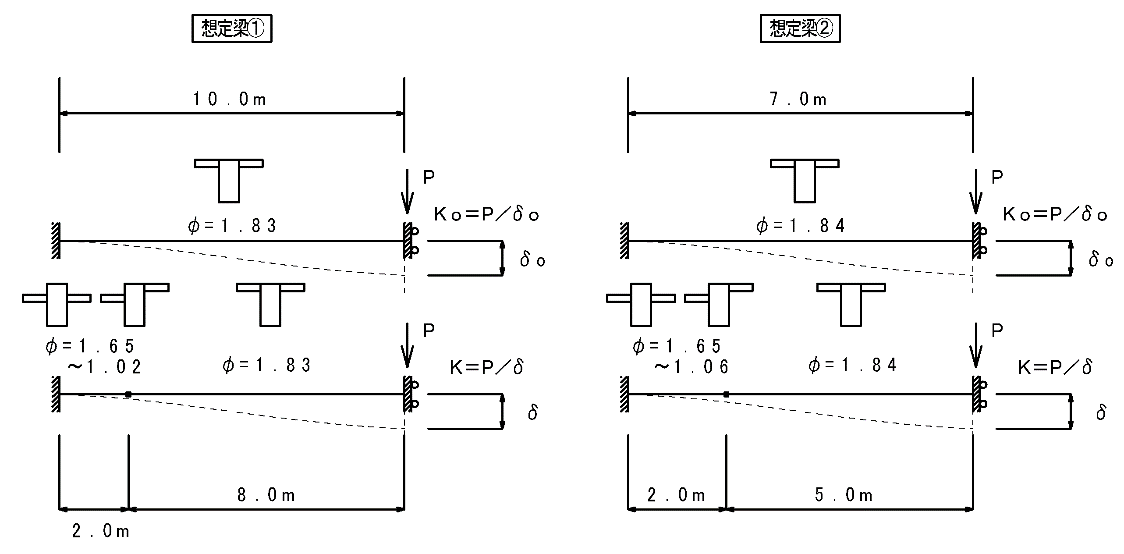 想定梁①
10.0m
P
Ko=P/δo
φ=1.83
δo
φ=1.65
~1.02
φ=1.83
P
K=P/δ
δ
8.0m
2.0m
想定梁②
7.0m
P
Ko=P/δo
φ=1.84
δo
φ=1.65
~1.06
φ=1.84
P
K=P/δ
δ
2.0m
5.0m